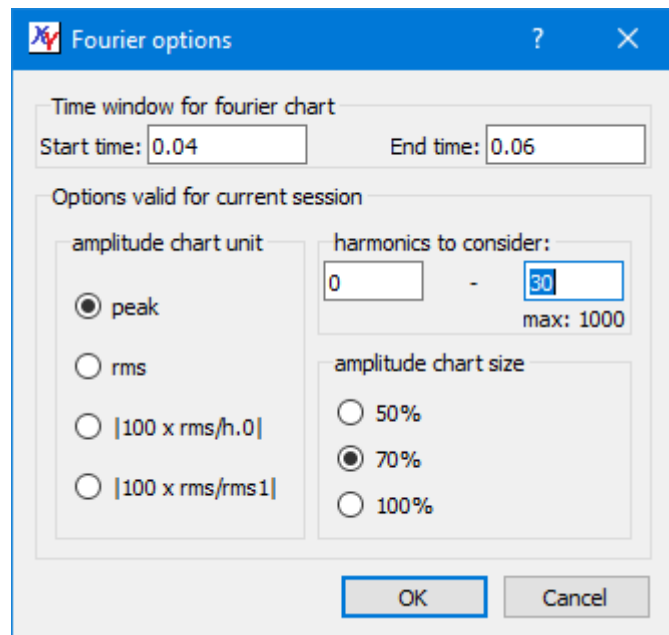 XY Fourier options ? ×
Time window for fourier chart
Start time: 0.04 End time: 0.06
Options valid for current session
amplitude chart unit
peak
rms
|100 x rms/h.0|
|100 x rms/rms1|
harmonics to consider:
0 - 30
max: 1000
amplitude chart size
50%
70%
100%
OK Cancel